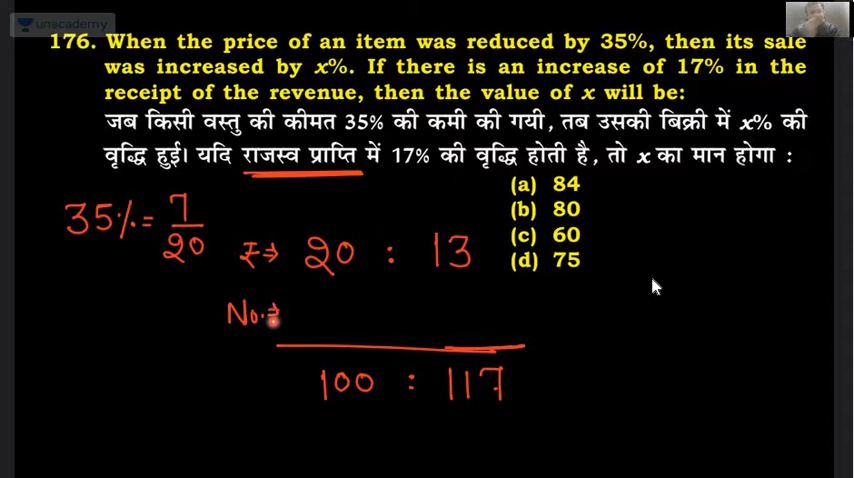 unacademy
176. When the price of an item was reduced by 35%, then its sale
was increased by x%. If there is an increase of 17% in the
receipt of the revenue, then the value of x will be:
जब किसी वस्तु की कीमत 35% की कमी की गयी, तब उसकी बिक्री में x% की
वृद्धि हुई। यदि राजस्व प्राप्ति में 17% की वृद्धि होती है, तो x का मान होगा :
(a) 84
(b) 80
(c) 60
(d) 75
35% = 7/20
₹⇒ 20 : 13
No.⇒
100 : 117